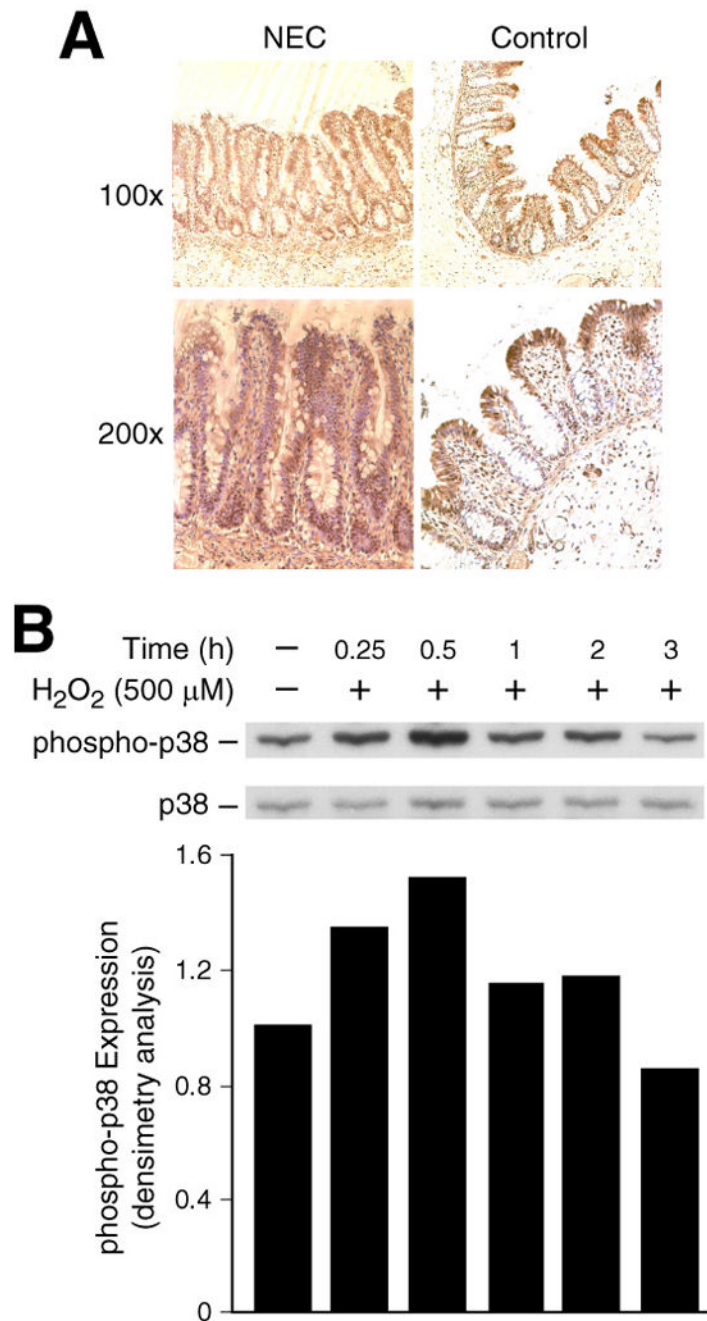 A
NEC Control
100x
200x
B
Time (h) – 0.25 0.5 1 2 3
H₂O₂ (500 μM) – + + + + +
phospho-p38 –
p38 –
phospho-p38 Expression
(densimetry analysis)
1.6
1.2
0.8
0.4
0